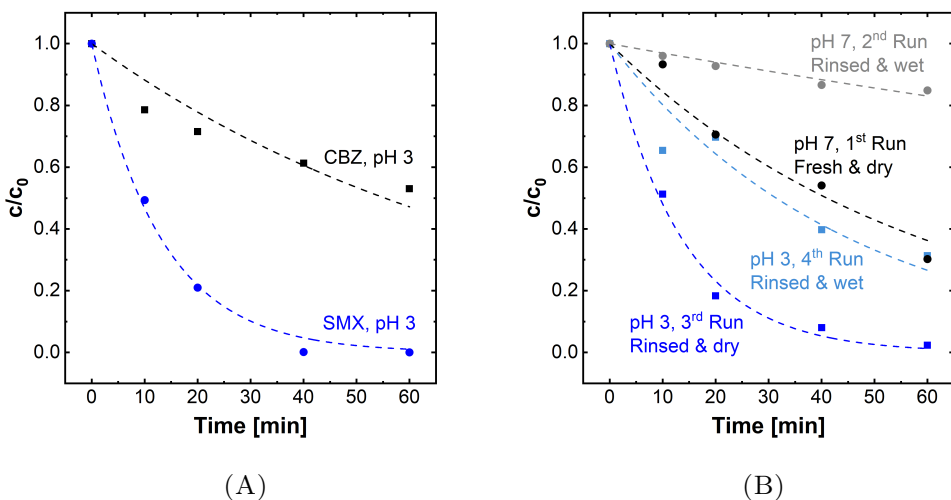 1.0
0.8
0.6
0.4
0.2
0.0
c/c₀
CBZ, pH 3
SMX, pH 3
0 10 20 30 40 50 60
Time [min]
(A)
1.0
0.8
0.6
0.4
0.2
0.0
c/c₀
pH 7, 2ⁿᵈ Run
Rinsed & wet
pH 7, 1ˢᵗ Run
Fresh & dry
pH 3, 4ᵗʰ Run
Rinsed & wet
pH 3, 3ʳᵈ Run
Rinsed & dry
0 10 20 30 40 50 60
Time [min]
(B)